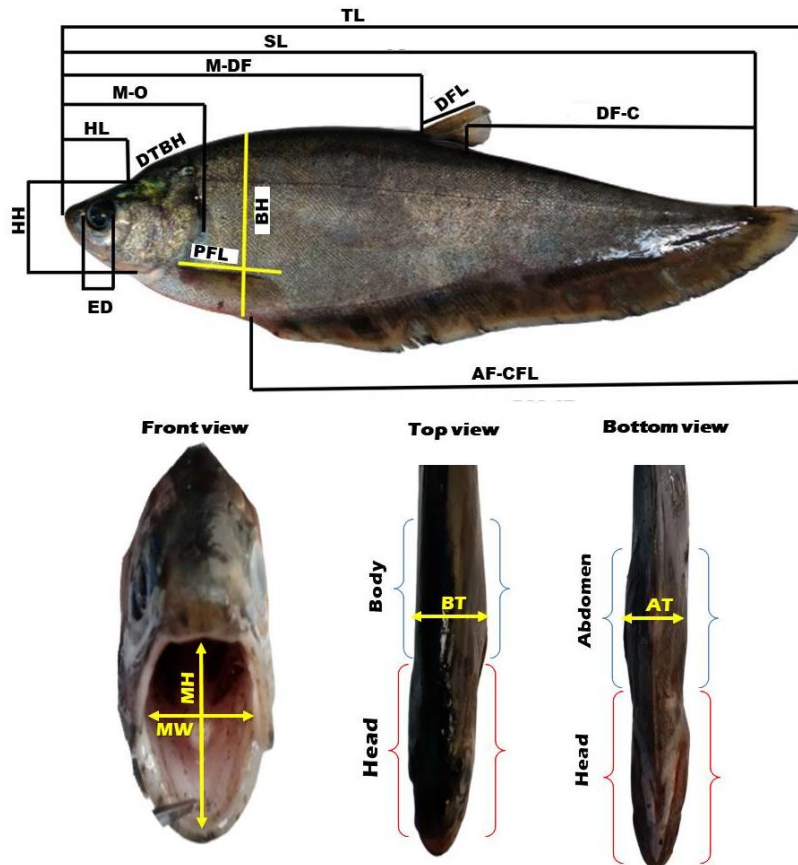 TL
SL
M-DF
M-O
DFL
DF-C
HL
DTBH
HH
BH
PFL
ED
AF-CFL
Front view
Top view
Bottom view
Body
BT
Abdomen
AT
MH
MW
Head
Head